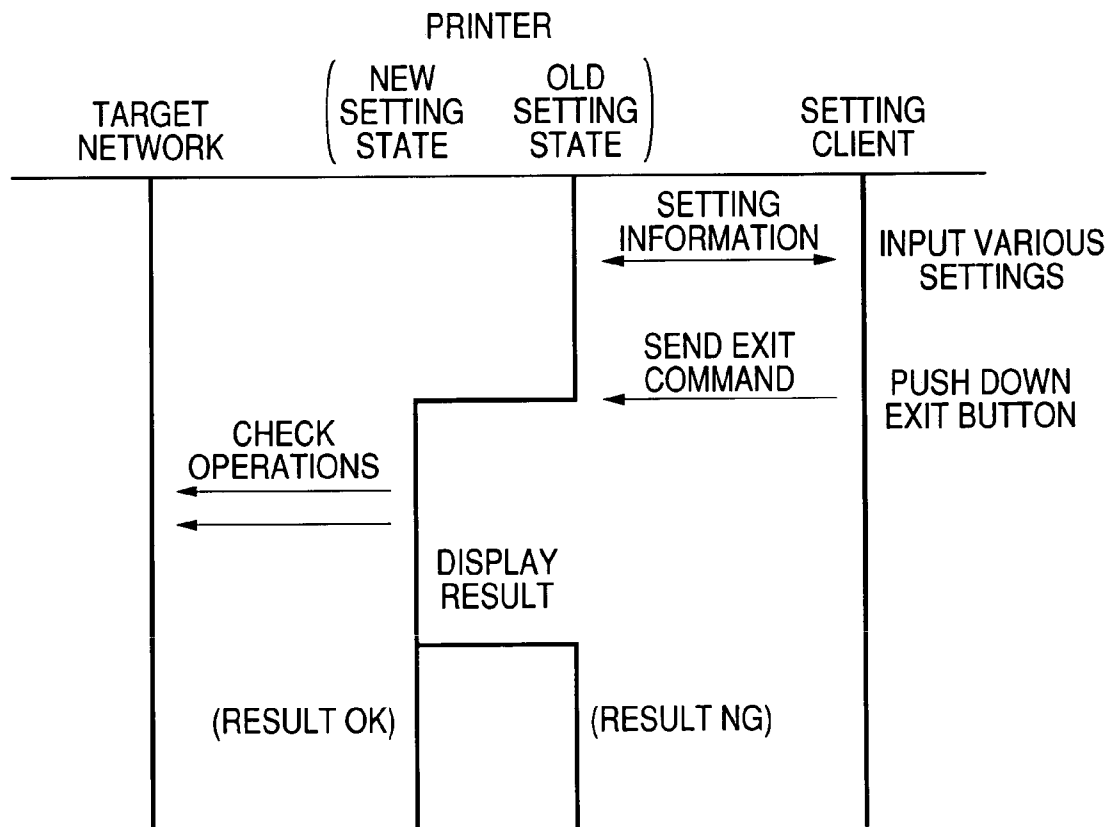 PRINTER
TARGET
NETWORK
NEW
SETTING
STATE
OLD
SETTING
STATE
SETTING
CLIENT
SETTING
INFORMATION
INPUT VARIOUS
SETTINGS
SEND EXIT
COMMAND
PUSH DOWN
EXIT BUTTON
CHECK
OPERATIONS
DISPLAY
RESULT
(RESULT OK)
(RESULT NG)